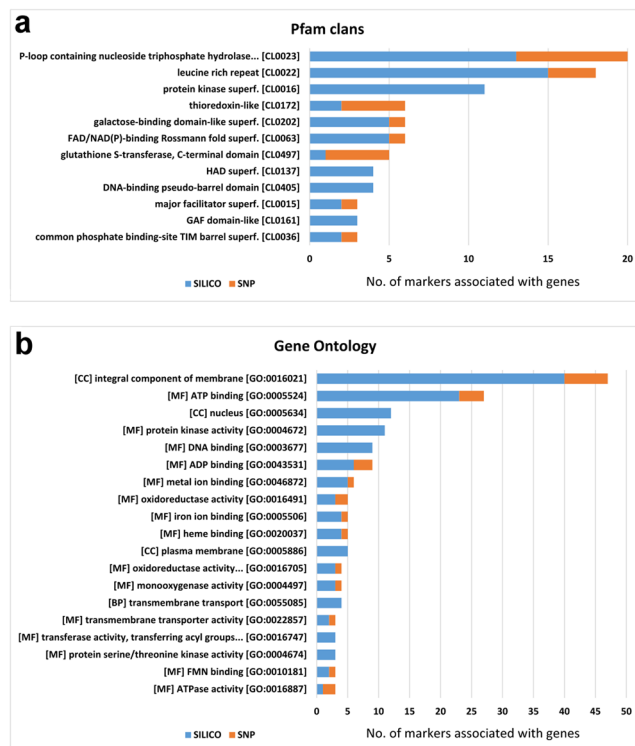 a
Pfam clans
P-loop containing nucleoside triphosphate hydrolase... [CL0023]
leucine rich repeat [CL0022]
protein kinase superf. [CL0016]
thioredoxin-like [CL0172]
galactose-binding domain-like superf. [CL0202]
FAD/NAD(P)-binding Rossmann fold superf. [CL0063]
glutathione S-transferase, C-terminal domain [CL0497]
HAD superf. [CL0137]
DNA-binding pseudo-barrel domain [CL0405]
major facilitator superf. [CL0015]
GAF domain-like [CL0161]
common phosphate binding-site TIM barrel superf. [CL0036]
0 5 10 15 20
SILICO SNP
No. of markers associated with genes
b
Gene Ontology
[CC] integral component of membrane [GO:0016021]
[MF] ATP binding [GO:0005524]
[CC] nucleus [GO:0005634]
[MF] protein kinase activity [GO:0004672]
[MF] DNA binding [GO:0003677]
[MF] ADP binding [GO:0043531]
[MF] metal ion binding [GO:0046872]
[MF] oxidoreductase activity [GO:0016491]
[MF] iron ion binding [GO:0005506]
[MF] heme binding [GO:0020037]
[CC] plasma membrane [GO:0005886]
[MF] oxidoreductase activity... [GO:0016705]
[MF] monooxygenase activity [GO:0004497]
[BP] transmembrane transport [GO:0055085]
[MF] transmembrane transporter activity [GO:0022857]
[MF] transferase activity, transferring acyl groups... [GO:0016747]
[MF] protein serine/threonine kinase activity [GO:0004674]
[MF] FMN binding [GO:0010181]
[MF] ATPase activity [GO:0016887]
0 5 10 15 20 25 30 35 40 45 50
SILICO SNP
No. of markers associated with genes